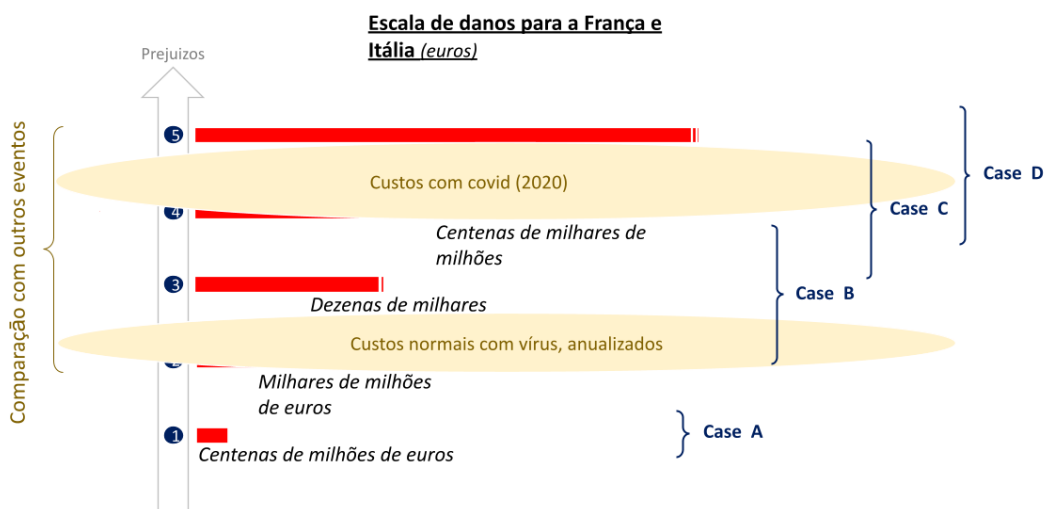 Escala de danos para a França e
Itália (euros)
Prejuizos
Comparação com outros eventos
5
Custos com covid (2020)
Case D
4
Case C
Centenas de milhares de
milhões
3
Case B
Dezenas de milhares
Custos normais com vírus, anualizados
Milhares de milhões
de euros
1
Case A
Centenas de milhões de euros